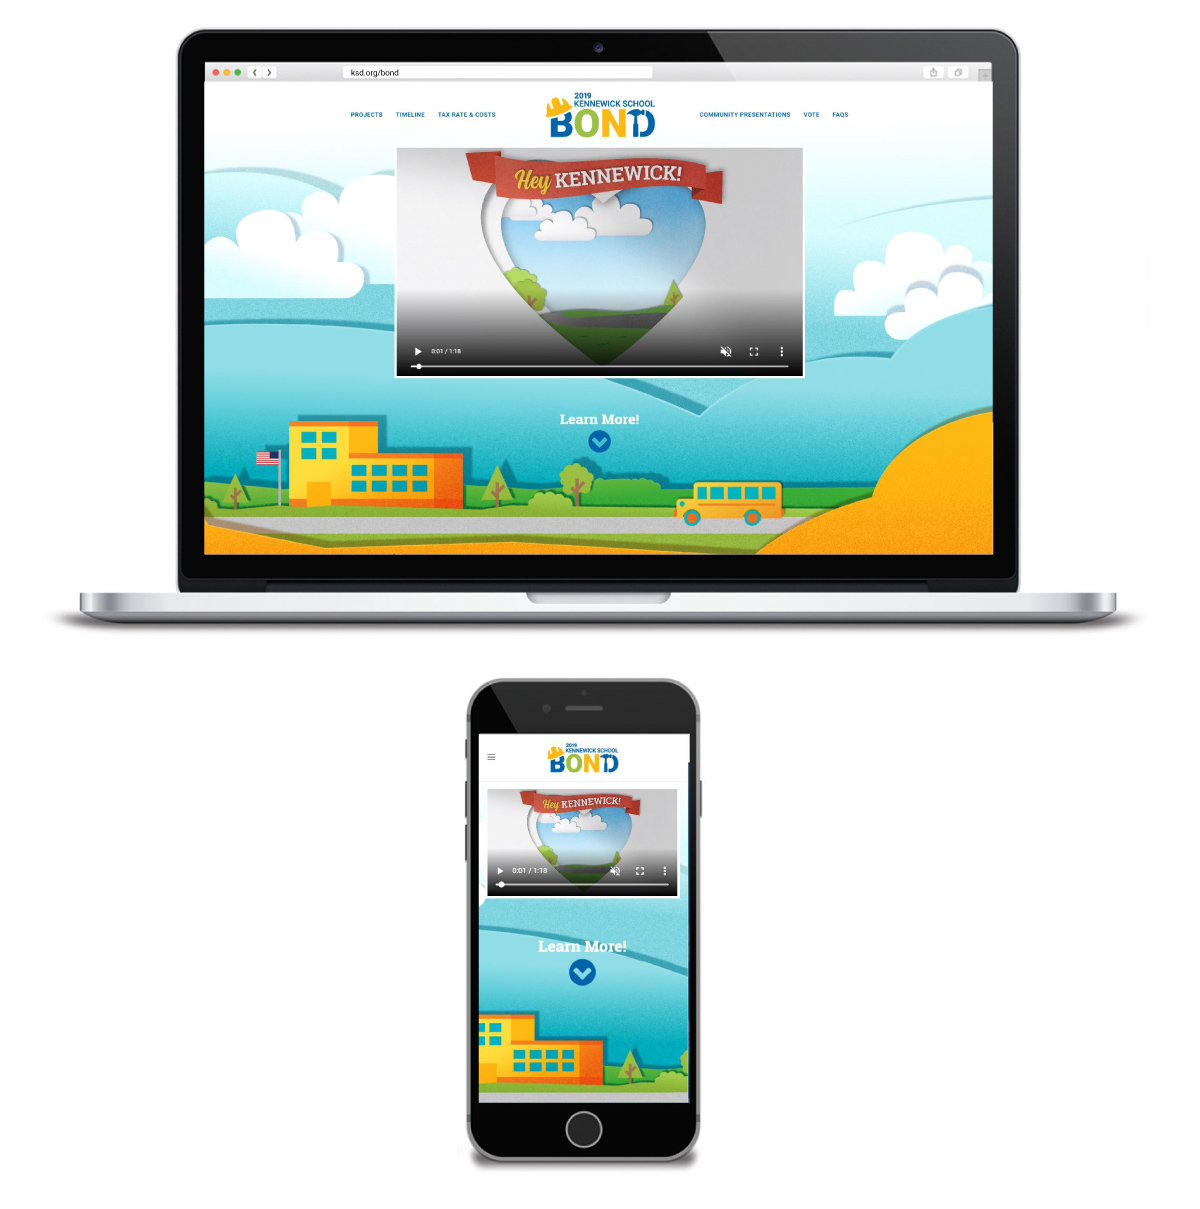 ksd.org/bond
PROJECTS TIMELINE TAX RATE & COSTS
2019
KENNEWICK SCHOOL
BOND
COMMUNITY PRESENTATIONS VOTE FAQS
Hey KENNEWICK!
0:01 / 1:18
Learn More!
2019
KENNEWICK SCHOOL
BOND
Hey KENNEWICK!
0:01 / 1:18
Learn More!